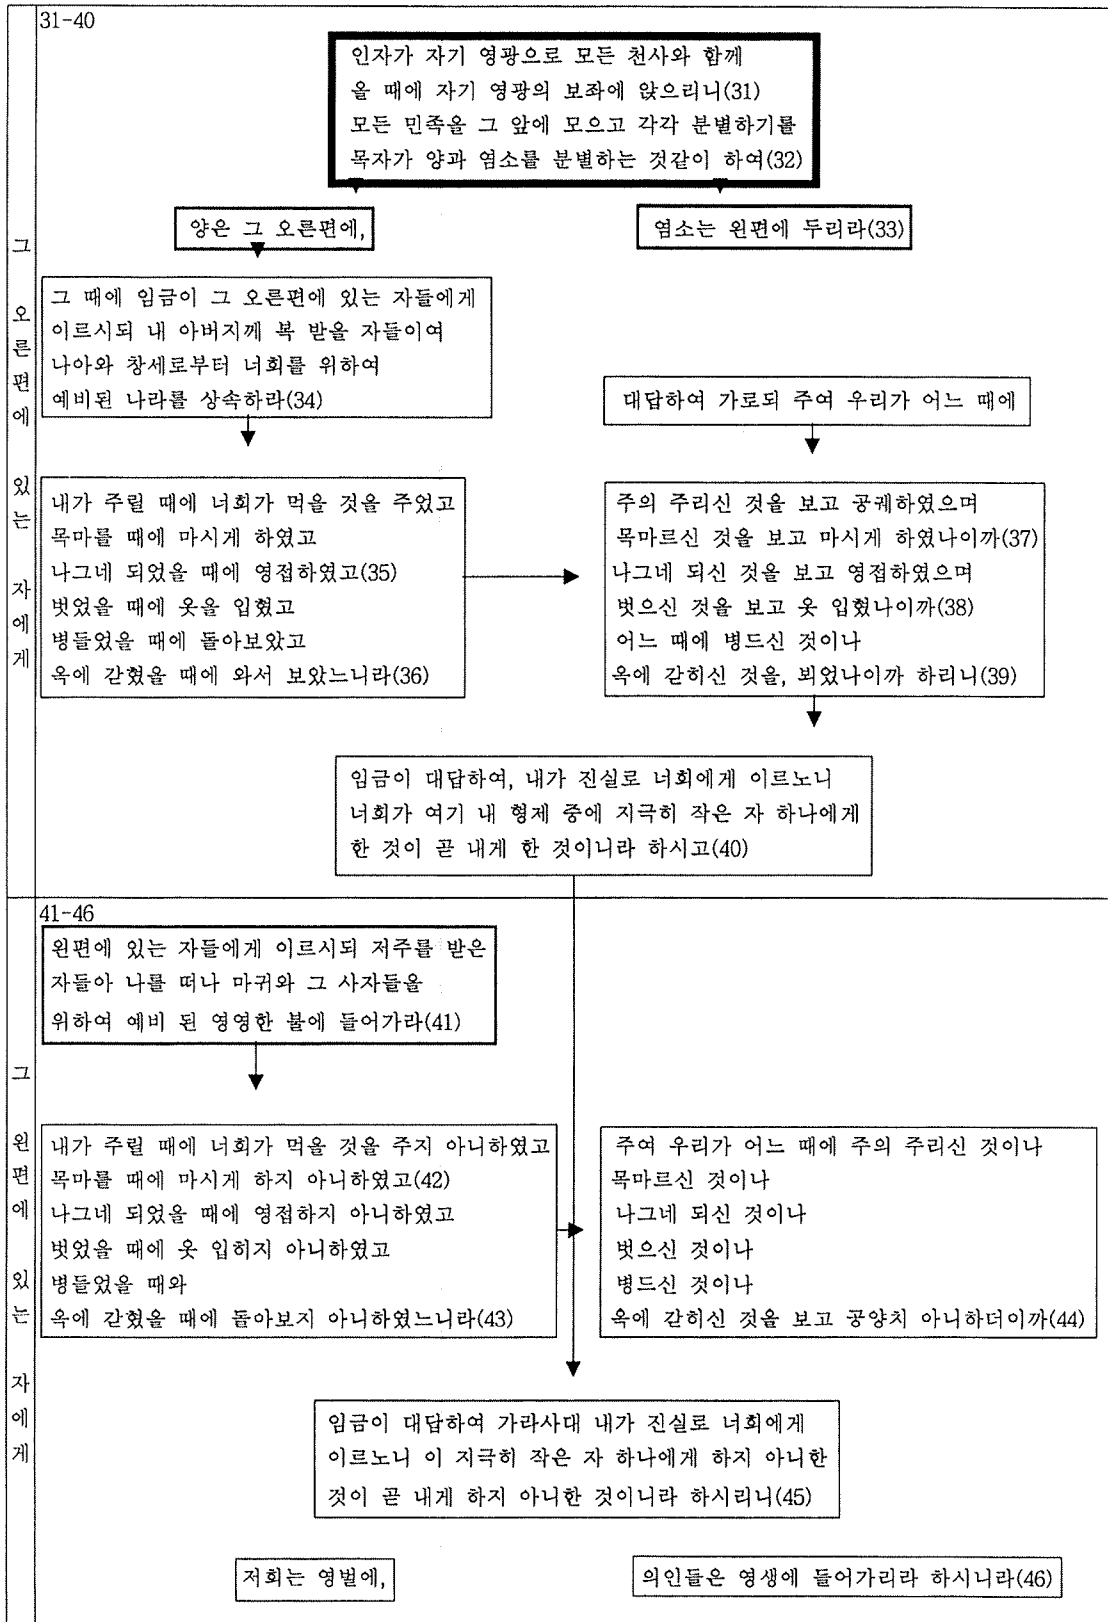 31-40
인자가 자기 영광으로 모든 천사와 함께
올 때에 자기 영광의 보좌에 앉으리니(31)
모든 민족을 그 앞에 모으고 각각 분별하기를
목자가 양과 염소를 분별하는 것같이 하여(32)
양은 그 오른편에,
염소는 왼편에 두리라(33)
그 오른편에 있는 자에게
그 때에 임금이 그 오른편에 있는 자들에게
이르시되 내 아버지께 복 받을 자들이여
나아와 창세로부터 너희를 위하여
예비된 나라를 상속하라(34)
대답하여 가로되 주여 우리가 어느 때에
내가 주릴 때에 너희가 먹을 것을 주었고
목마를 때에 마시게 하였고
나그네 되었을 때에 영접하였고(35)
벗었을 때에 옷을 입혔고
병들었을 때에 돌아보았고
옥에 갇혔을 때에 와서 보았느니라(36)
주의 주리신 것을 보고 공궤하였으며
목마르신 것을 보고 마시게 하였나이까(37)
나그네 되신 것을 보고 영접하였으며
벗으신 것을 보고 옷 입혔나이까(38)
어느 때에 병드신 것이나
옥에 갇히신 것을, 뵈었나이까 하리니(39)
임금이 대답하여, 내가 진실로 너희에게 이르노니
너희가 여기 내 형제 중에 지극히 작은 자 하나에게
한 것이 곧 내게 한 것이니라 하시고(40)
41-46
그 왼편에 있는 자에게
왼편에 있는 자들에게 이르시되 저주를 받은
자들아 나를 떠나 마귀와 그 사자들을
위하여 예비 된 영영한 불에 들어가라(41)
내가 주릴 때에 너희가 먹을 것을 주지 아니하였고
목마를 때에 마시게 하지 아니하였고(42)
나그네 되었을 때에 영접하지 아니하였고
벗었을 때에 옷 입히지 아니하였고
병들었을 때와
옥에 갇혔을 때에 돌아보지 아니하였느니라(43)
주여 우리가 어느 때에 주의 주리신 것이나
목마르신 것이나
나그네 되신 것이나
벗으신 것이나
병드신 것이나
옥에 갇히신 것을 보고 공양치 아니하더이까(44)
임금이 대답하여 가라사대 내가 진실로 너희에게
이르노니 이 지극히 작은 자 하나에게 하지 아니한
것이 곧 내게 하지 아니한 것이니라 하시리니(45)
저희는 영벌에,
의인들은 영생에 들어가리라 하시니라(46)